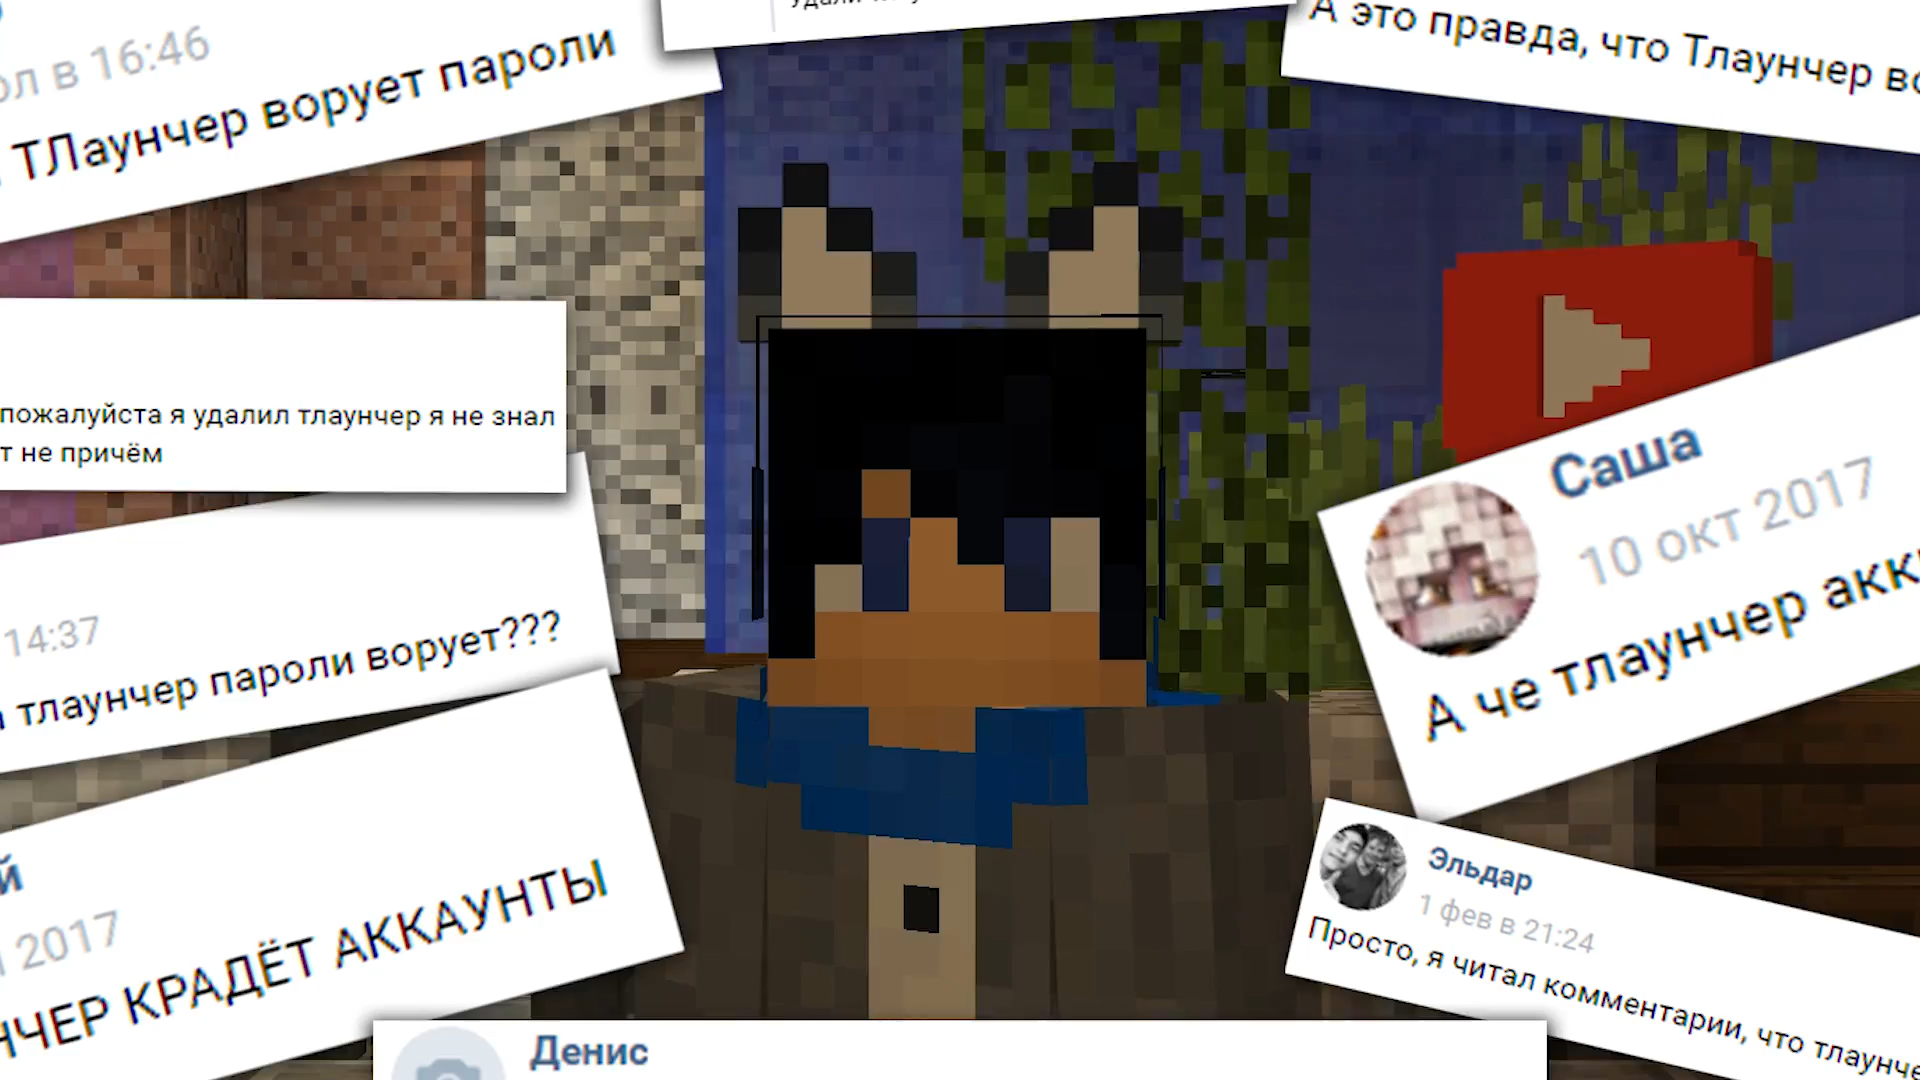 ол в 16:46
ТЛаунчер ворует пароли
А это правда, что Тлаунчер
пожалуйста я удалил тлаунчер я не знал
т не причём
14:37
тлаунчер пароли ворует???
й
2017
НЧЕР КРАДЁТ АККАУНТЫ
Саша
10 окт 2017
А че тлаунчер акк
Эльдар
1 фев в 21:24
Просто, я читал комментарии, что тлаунче
Денис